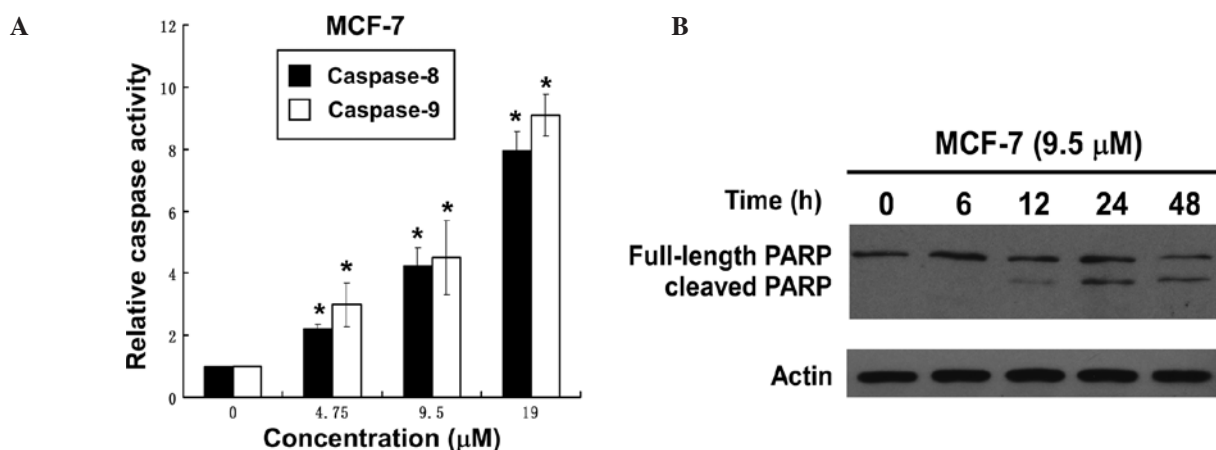 A
MCF-7
Caspase-8
Caspase-9
Relative caspase activity
12
10
8
6
4
2
0
* * * * * *
0 4.75 9.5 19
Concentration (μM)
B
MCF-7 (9.5 μM)
Time (h) 0 6 12 24 48
Full-length PARP
cleaved PARP
Actin